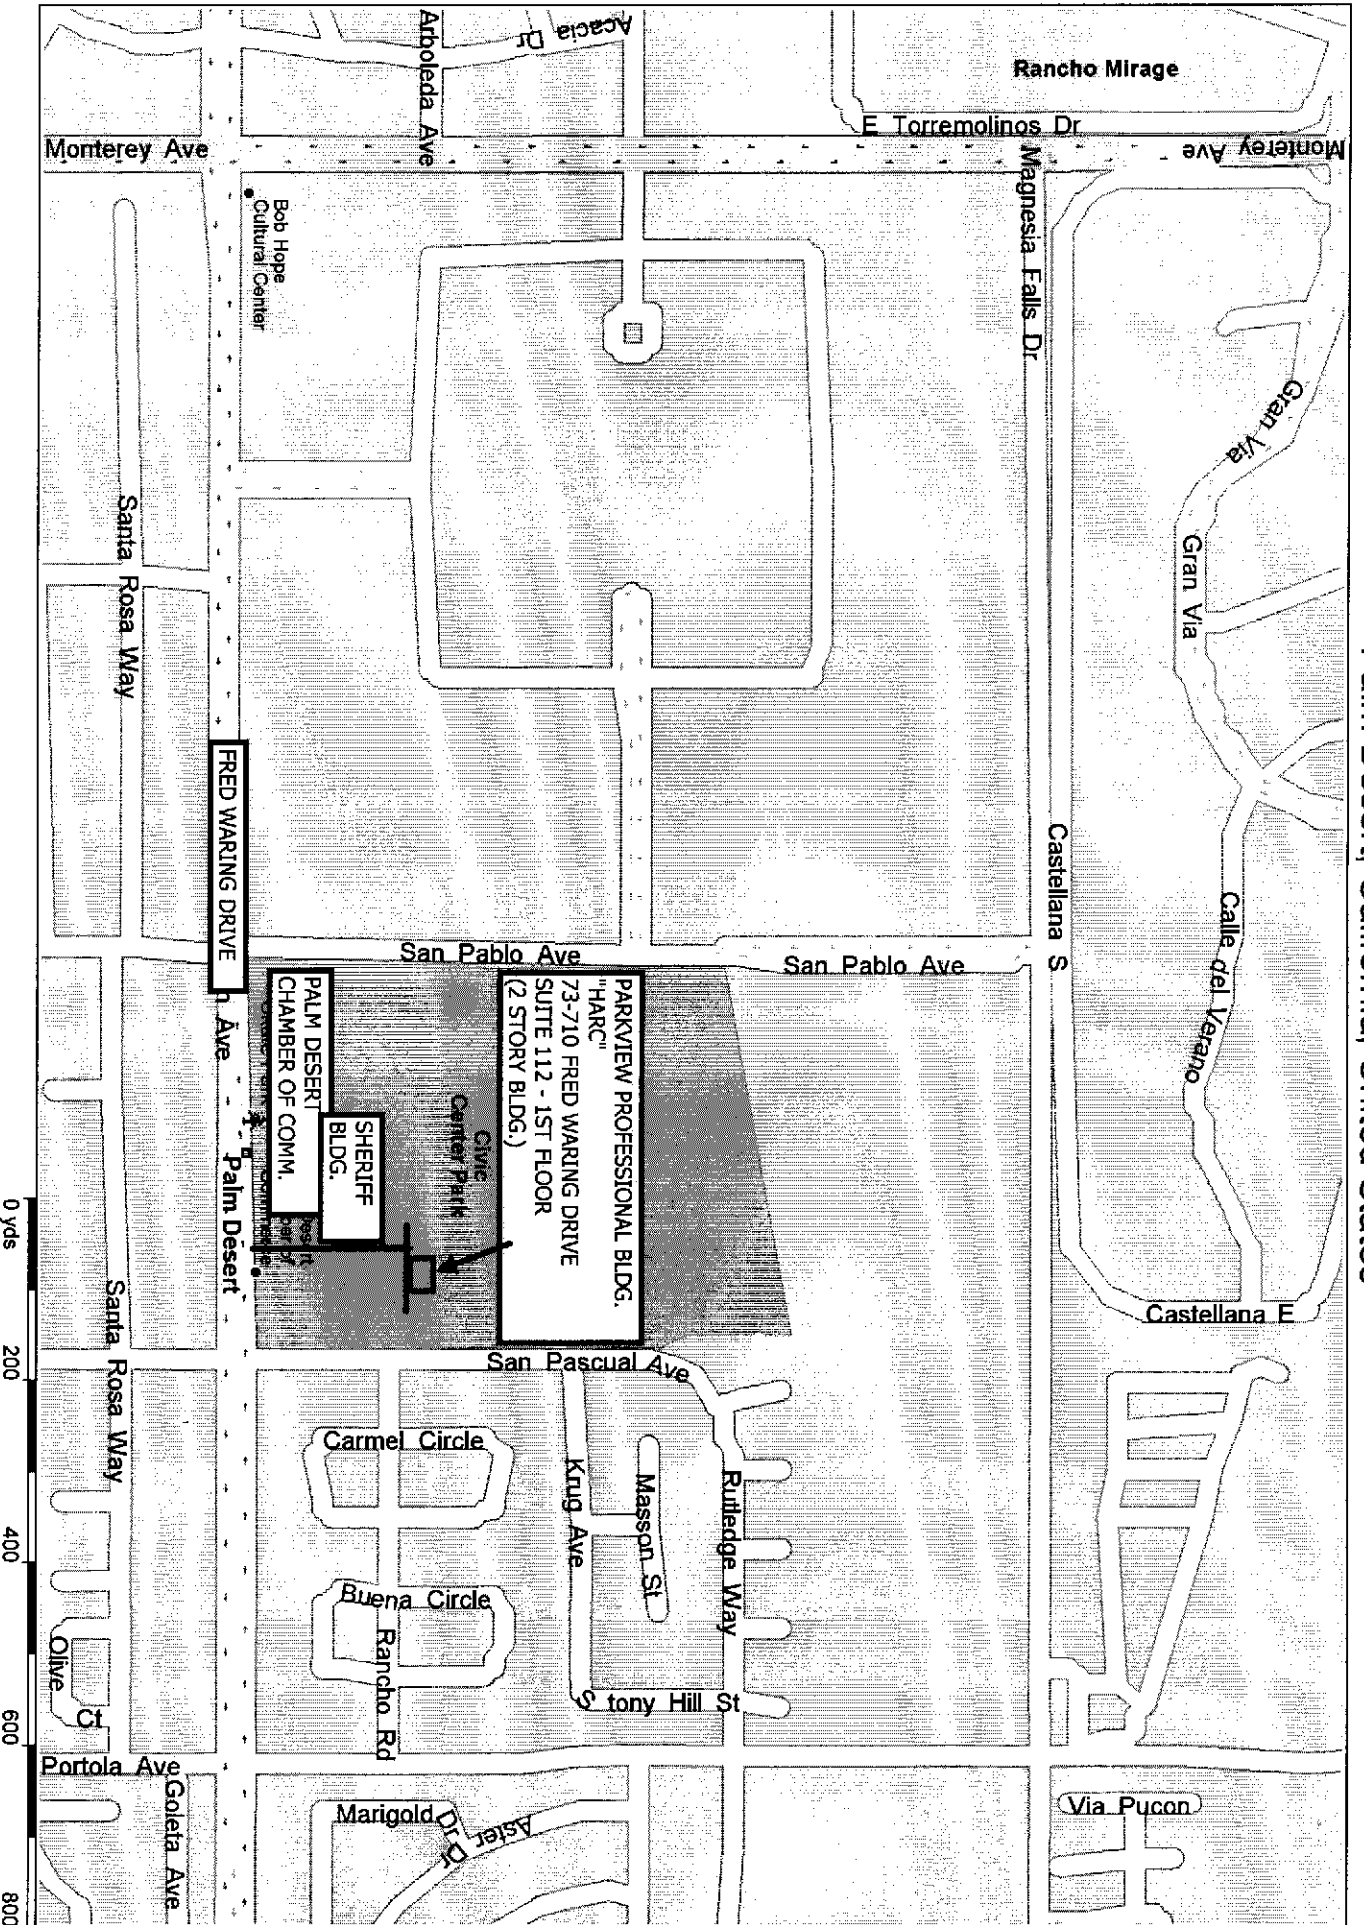 Palm Desert, California, United States
Rancho Mirage
Acacia Dr
Arboleda Ave
E Torremolinos Dr
Monterey Ave
Monterey Ave
Magnesia Falls Dr
Bob Hope
Cultural Center
Gran Via
Gran Via
Santa Rosa Way
FRED WARING DRIVE
Castellana S
Calle del Verano
San Pablo Ave
San Pablo Ave
PARKVIEW PROFESSIONAL BLDG.
"HARC"
73-710 FRED WARING DRIVE
SUITE 112 - 1ST FLOOR
(2 STORY BLDG.)
PALM DESERT
CHAMBER OF COMM.
SHERIFF
BLDG.
Civic
Center Park
n Ave
Palm Desert
Castellana E
San Pascual Ave
Santa Rosa Way
Carmel Circle
Krug Ave
Masson St
Rutledge Way
Buena Circle
Rancho Rd
S tony Hill St
Olive Ct
Portola Ave
Goleta Ave
Marigold Dr
Aster Dr
Via Pucon
0 yds
200
400
600
800